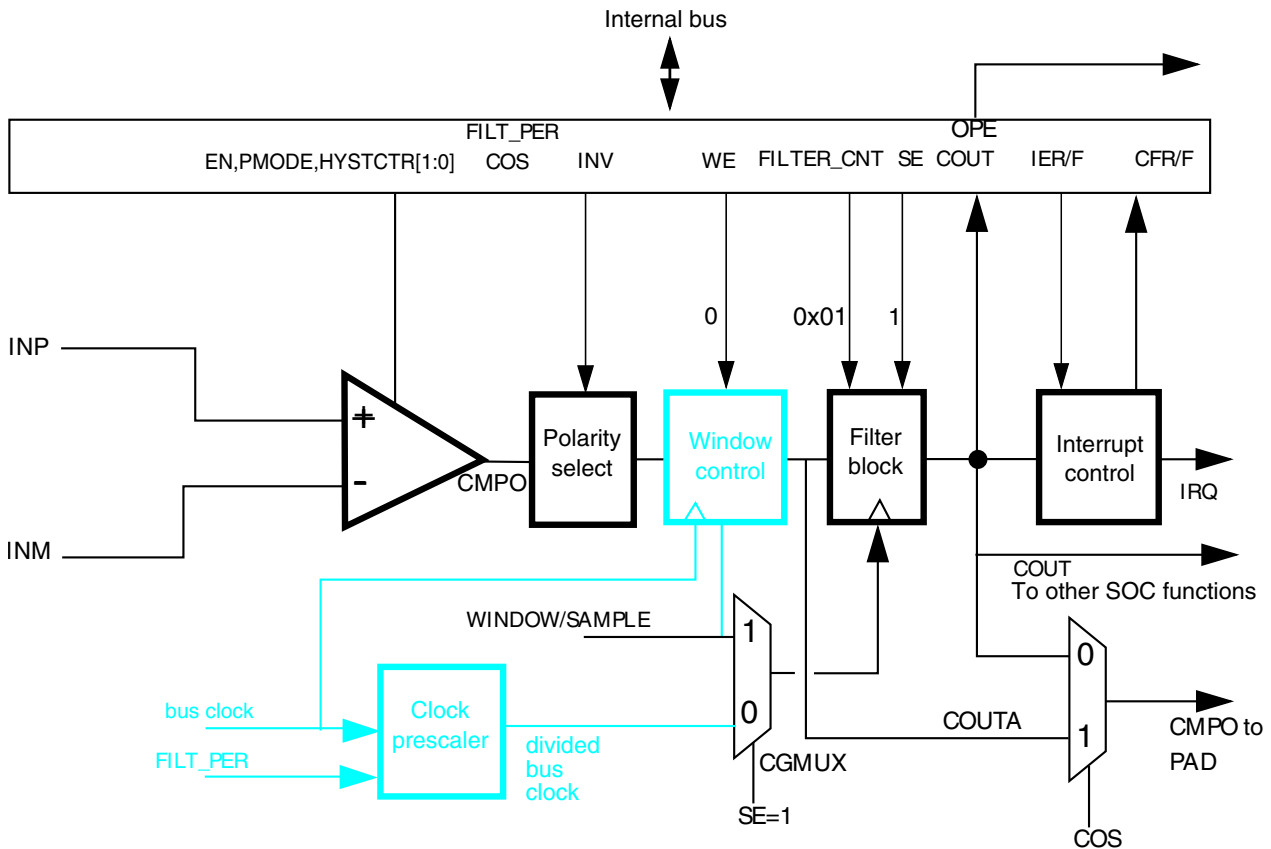 Internal bus
FILT_PER
OPE
EN,PMODE,HYSTCTR[1:0]
COS
INV
WE
FILTER_CNT
SE
COUT
IER/F
CFR/F
0
0x01
1
INP
+
-
INM
CMPO
Polarity
select
Window
control
Filter
block
Interrupt
control
IRQ
COUT
To other SOC functions
WINDOW/SAMPLE
1
0
CGMUX
SE=1
bus clock
FILT_PER
Clock
prescaler
divided
bus
clock
COUTA
0
1
CMPO to
PAD
COS